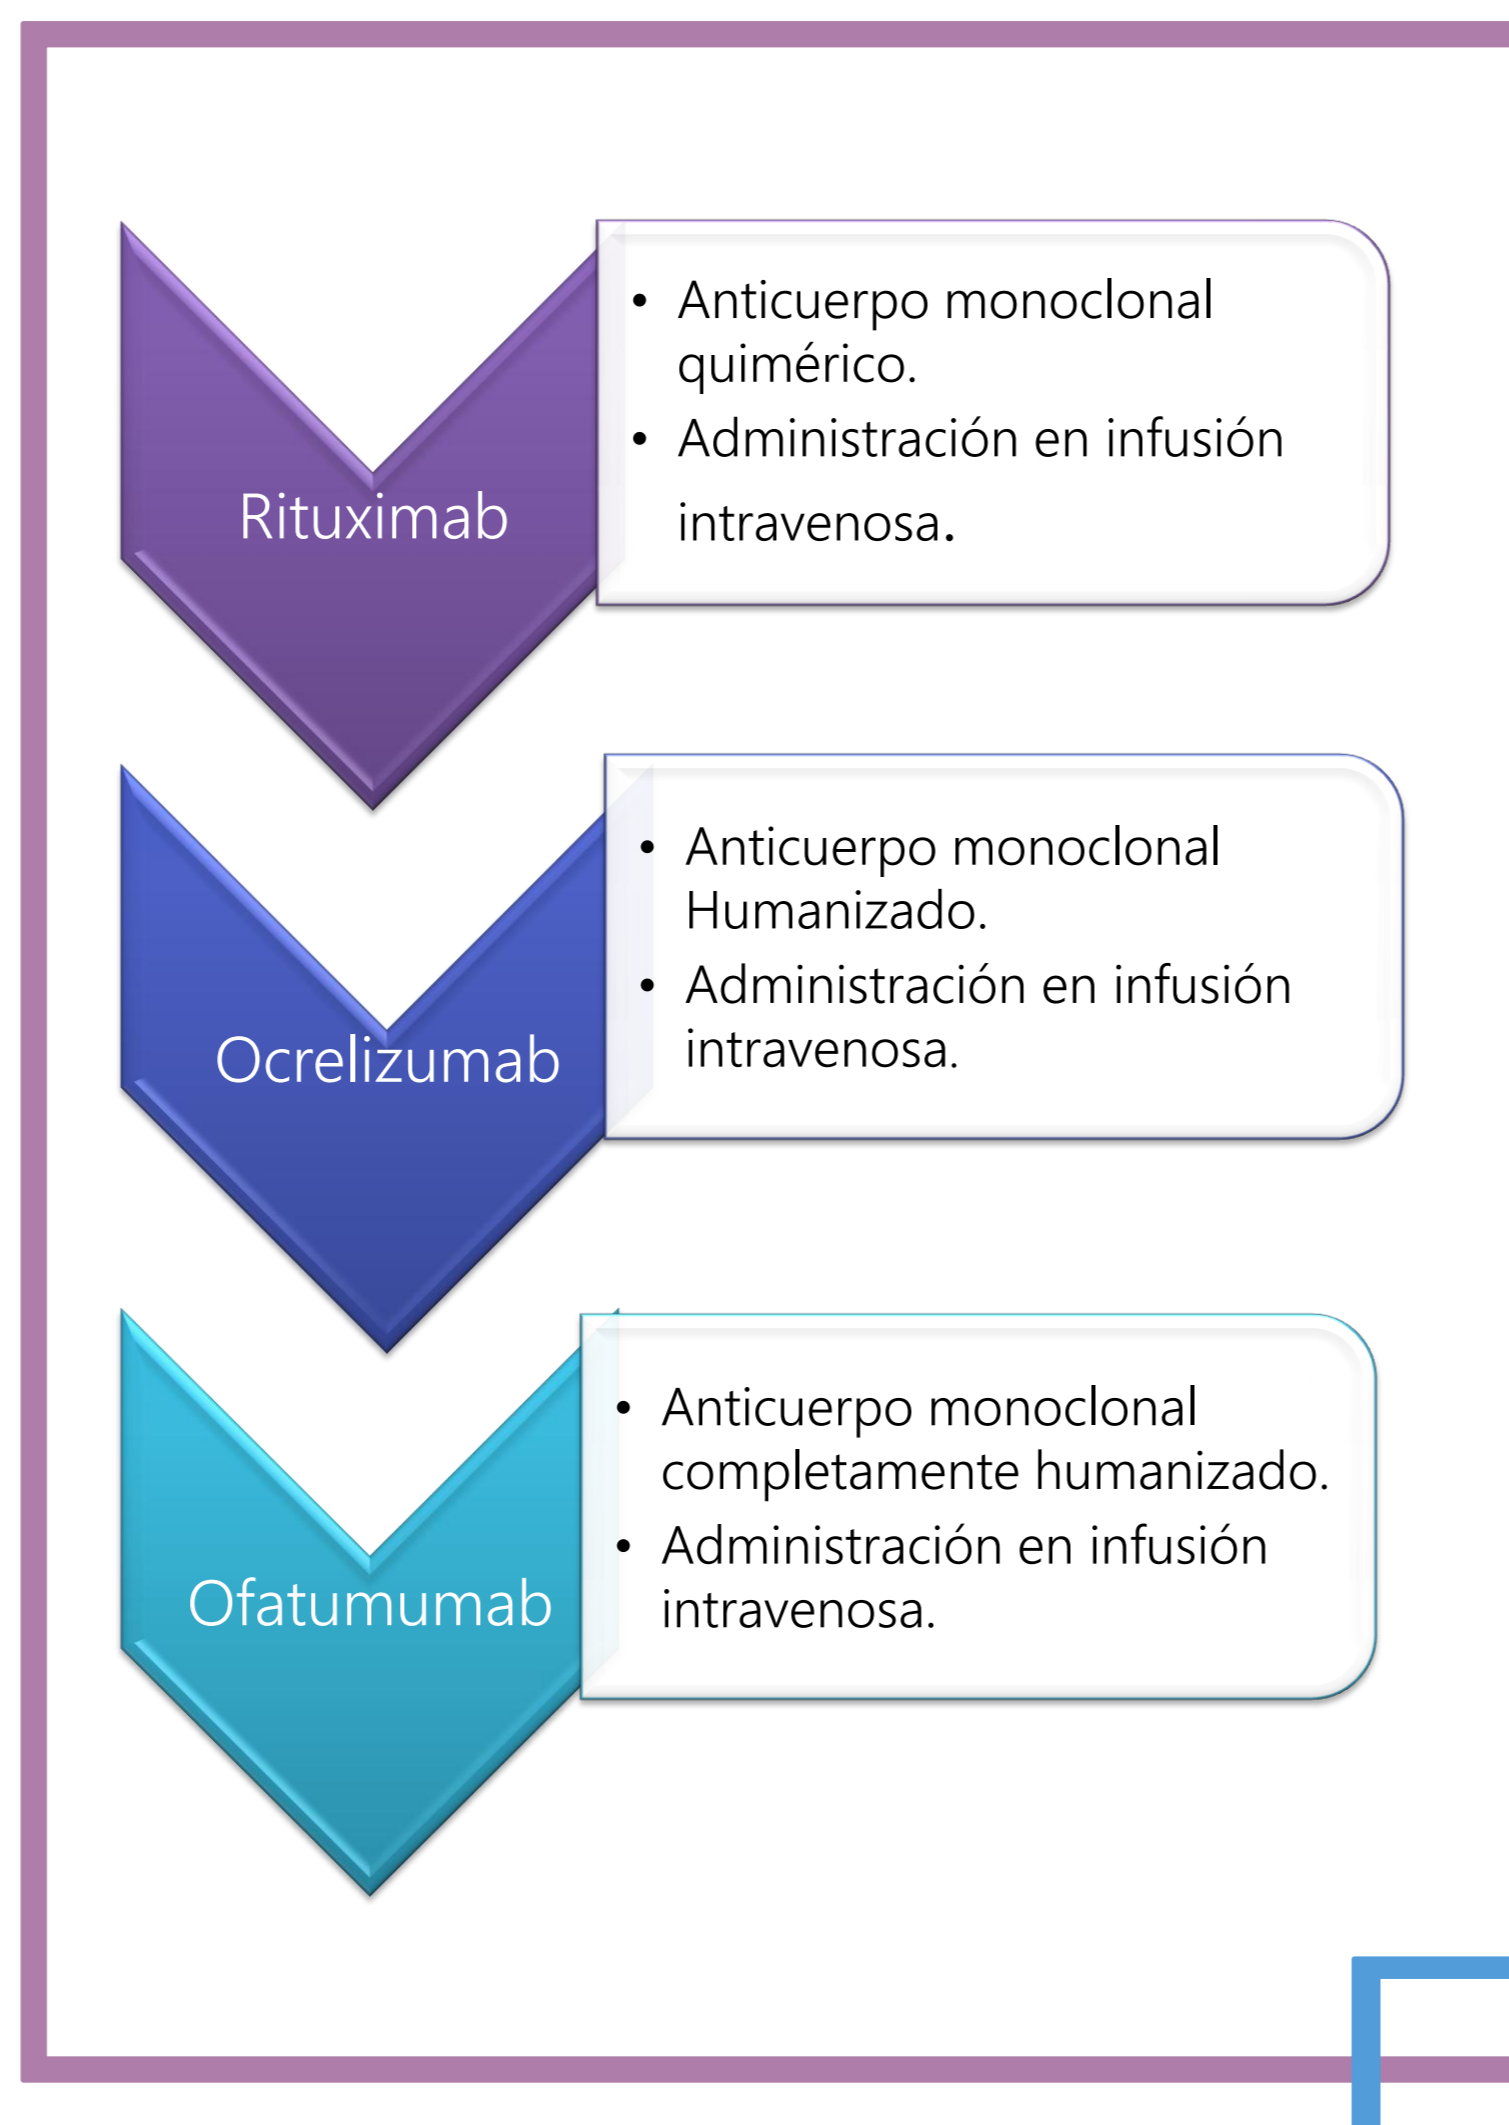 Rituximab
• Anticuerpo monoclonal
quimérico.
• Administración en infusión
intravenosa.
Ocrelizumab
• Anticuerpo monoclonal
Humanizado.
• Administración en infusión
intravenosa.
Ofatumumab
• Anticuerpo monoclonal
completamente humanizado.
• Administración en infusión
intravenosa.